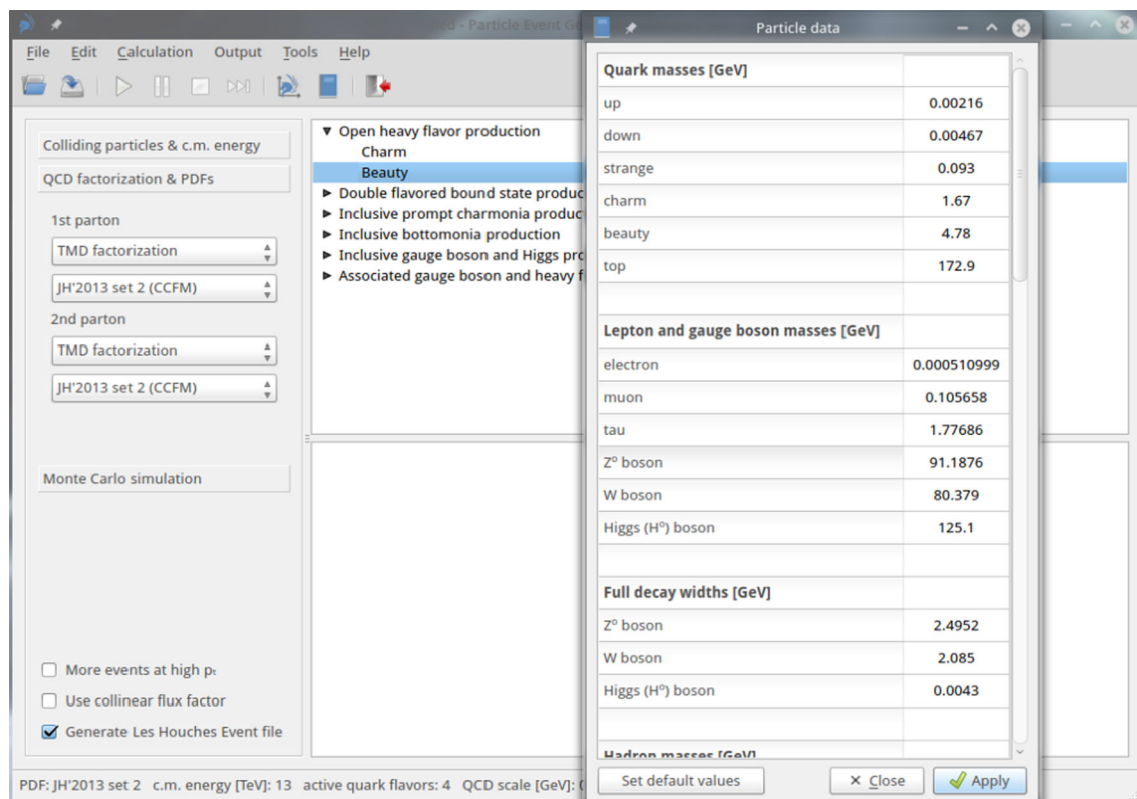 - Particle Event Ge
Particle data
File Edit Calculation Output Tools Help
Colliding particles & c.m. energy
QCD factorization & PDFs
1st parton
TMD factorization
JH'2013 set 2 (CCFM)
2nd parton
TMD factorization
JH'2013 set 2 (CCFM)
Monte Carlo simulation
More events at high pₜ
Use collinear flux factor
Generate Les Houches Event file
Open heavy flavor production
Charm
Beauty
Double flavored bound state produc
Inclusive prompt charmonia produc
Inclusive bottomonia production
Inclusive gauge boson and Higgs pro
Associated gauge boson and heavy f
Quark masses [GeV]
up 0.00216
down 0.00467
strange 0.093
charm 1.67
beauty 4.78
top 172.9
Lepton and gauge boson masses [GeV]
electron 0.000510999
muon 0.105658
tau 1.77686
Z⁰ boson 91.1876
W boson 80.379
Higgs (H⁰) boson 125.1
Full decay widths [GeV]
Z⁰ boson 2.4952
W boson 2.085
Higgs (H⁰) boson 0.0043
Hadron masses [GeV]
Set default values Close Apply
PDF: JH'2013 set 2 c.m. energy [TeV]: 13 active quark flavors: 4 QCD scale [GeV]: